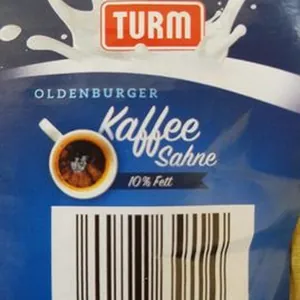 TURM
OLDENBURGER
Kaffee
Sahne
10% Fett